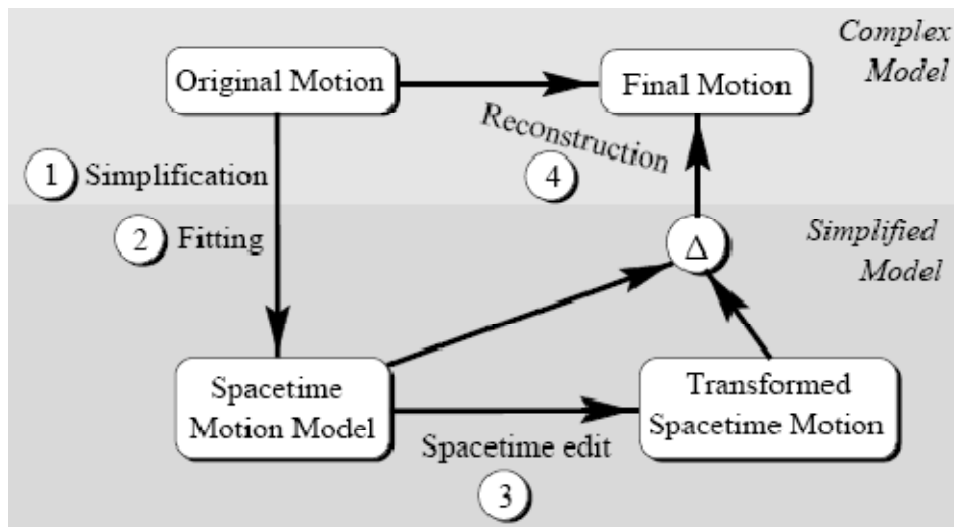 Complex
Model
Original Motion
Final Motion
Reconstruction
4
1 Simplification
2 Fitting
Simplified
Model
Δ
Spacetime
Motion Model
Transformed
Spacetime Motion
Spacetime edit
3